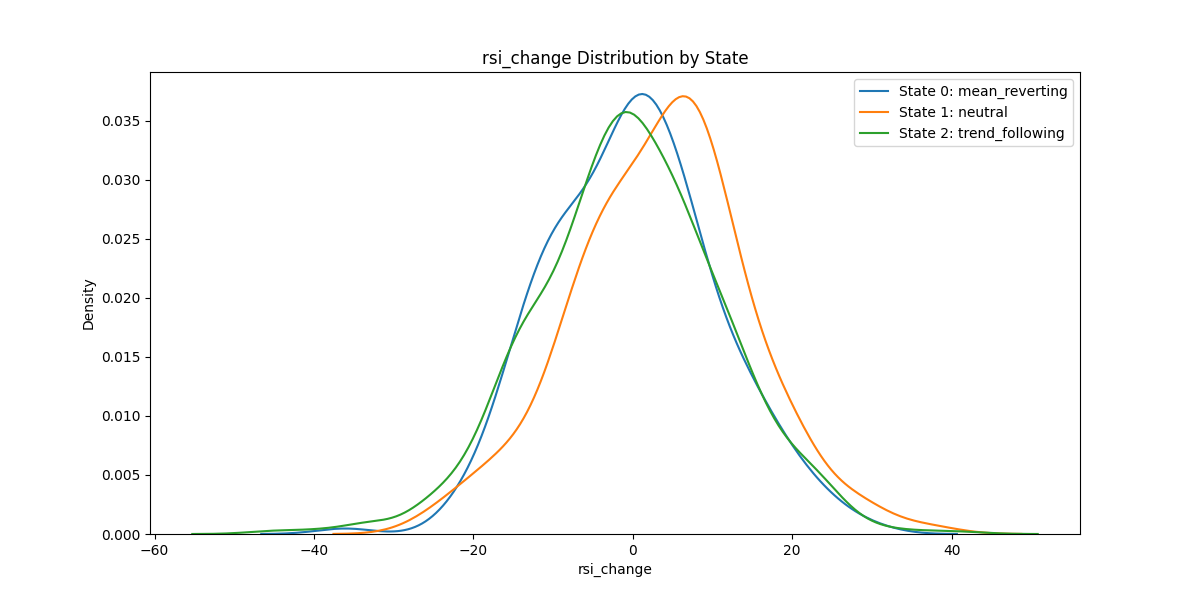 rsi_change Distribution by State
State 0: mean_reverting
State 1: neutral
State 2: trend_following
Density
0.035
0.030
0.025
0.020
0.015
0.010
0.005
0.000
−60 −40 −20 0 20 40
rsi_change